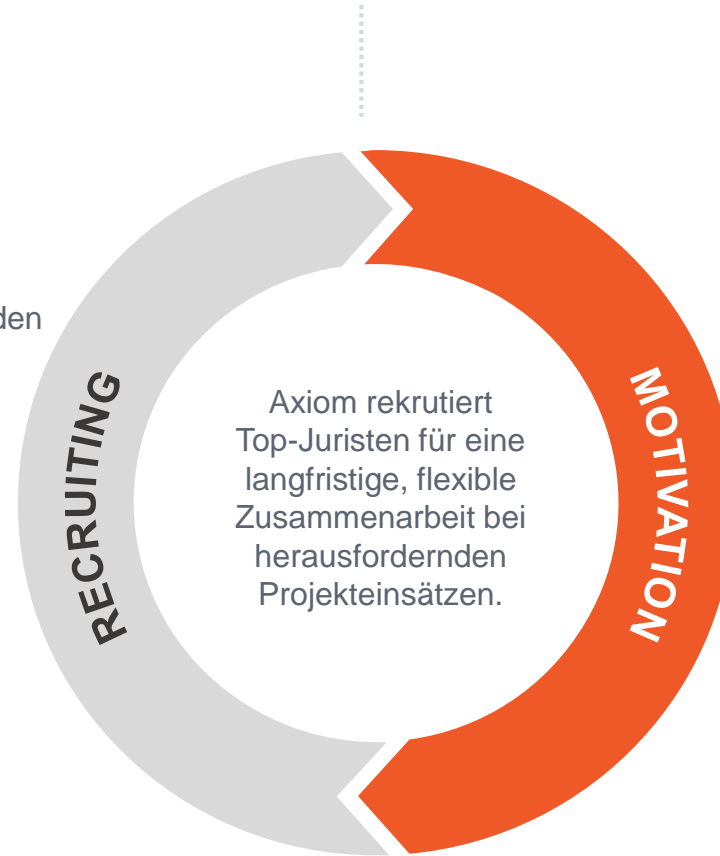 den
RECRUITING
Axiom rekrutiert
Top-Juristen für eine
langfristige, flexible
Zusammenarbeit bei
herausfordernden
Projekteinsätzen.
MOTIVATION